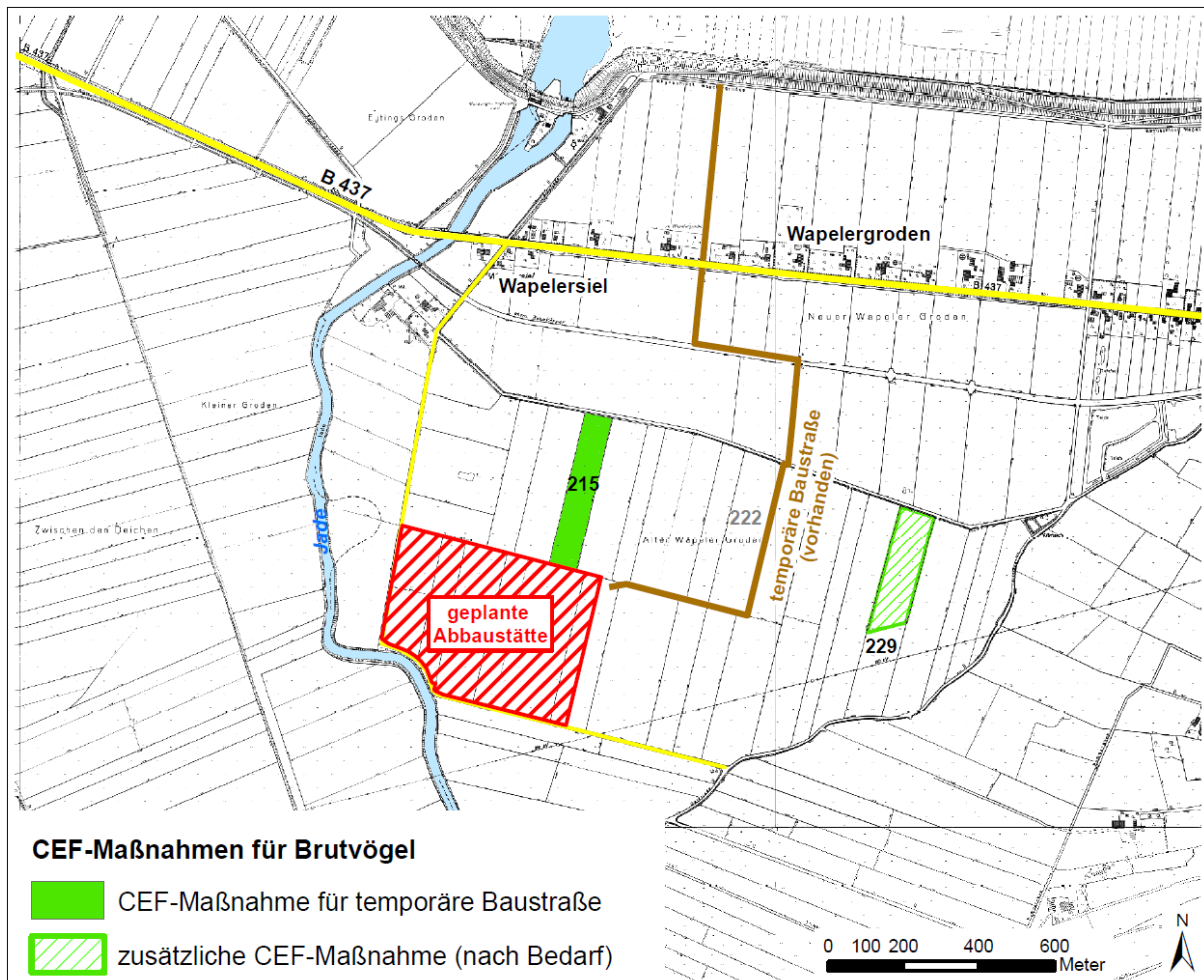 B 437
Eytings Groden
B 437
Wapelergroden
Wapelersiel
B 437
Neuer Wapeler Groden
Kleiner Groden
215
222
Alter Wapeler Groden
temporäre Baustraße
(vorhanden)
Zwischen den Deichen
Jade
geplante
Abbaustätte
229
CEF-Maßnahmen für Brutvögel
CEF-Maßnahme für temporäre Baustraße
zusätzliche CEF-Maßnahme (nach Bedarf)
N
0 100 200 400 600
Meter